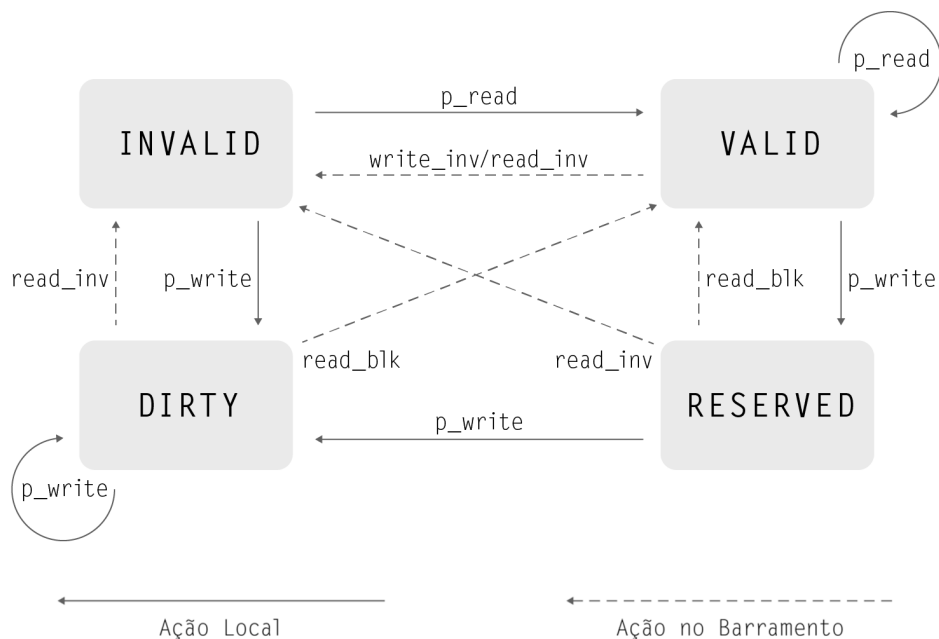 p_read
p_read
INVALID
VALID
write_inv/read_inv
read_inv
p_write
read_blk
p_write
read_blk
read_inv
DIRTY
RESERVED
p_write
p_write
Ação Local
Ação no Barramento